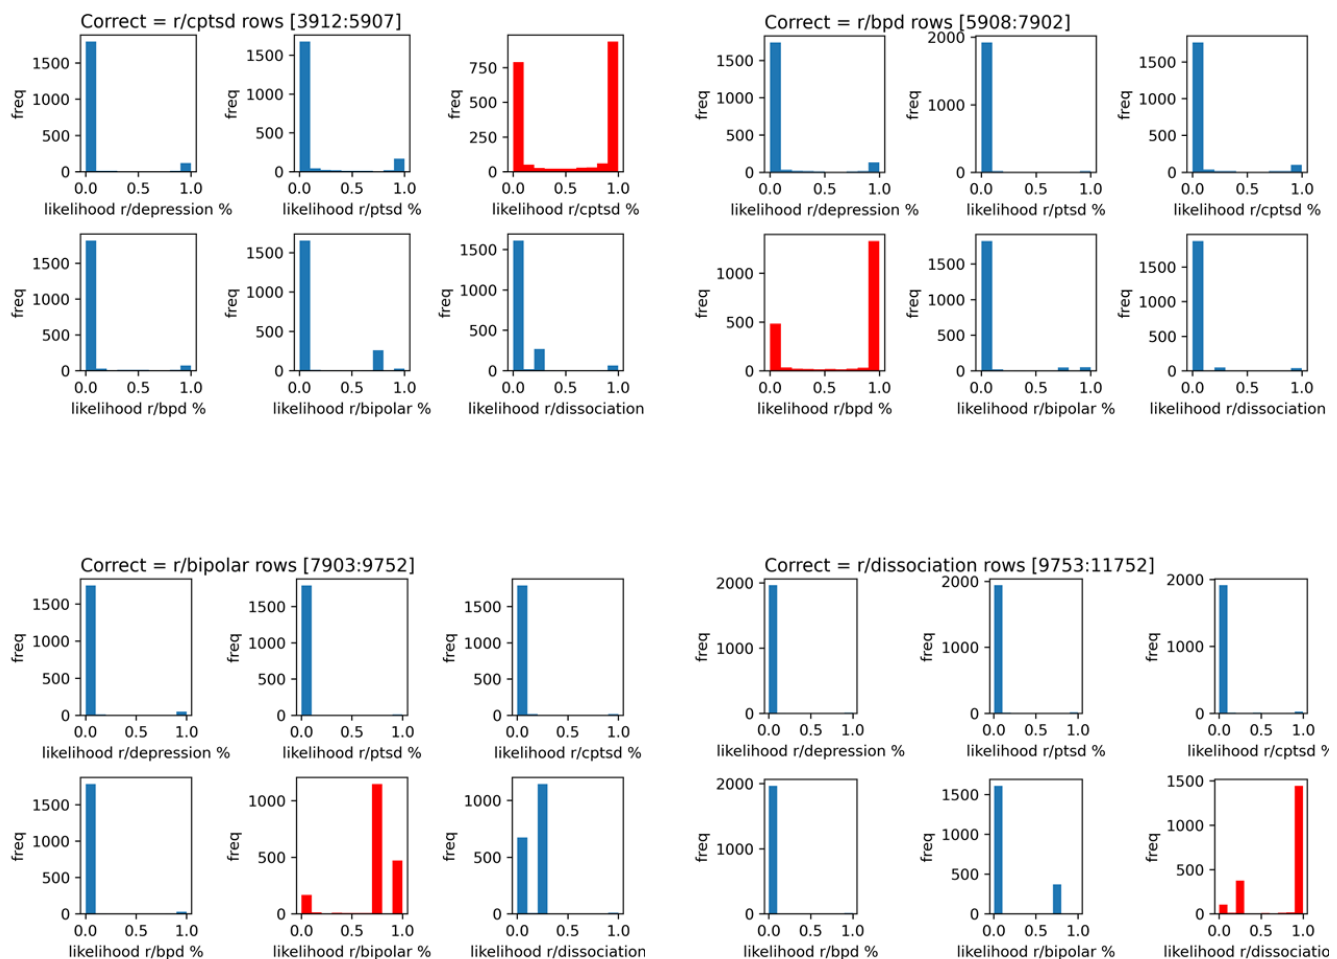 Correct = r/cptsd rows [3912:5907]
freq
1500
1000
500
0
0.0 0.5 1.0
likelihood r/depression %
freq
1500
1000
500
0
0.0 0.5 1.0
likelihood r/ptsd %
freq
750
500
250
0
0.0 0.5 1.0
likelihood r/cptsd %
freq
1500
1000
500
0
0.0 0.5 1.0
likelihood r/bpd %
freq
1500
1000
500
0
0.0 0.5 1.0
likelihood r/bipolar %
freq
1500
1000
500
0
0.0 0.5 1.0
likelihood r/dissociation
Correct = r/bpd rows [5908:7902]
freq
1500
1000
500
0
0.0 0.5 1.0
likelihood r/depression %
freq
2000
1000
0
0.0 0.5 1.0
likelihood r/ptsd %
freq
1500
1000
500
0
0.0 0.5 1.0
likelihood r/cptsd %
freq
1000
500
0
0.0 0.5 1.0
likelihood r/bpd %
freq
1500
1000
500
0
0.0 0.5 1.0
likelihood r/bipolar %
freq
1500
1000
500
0
0.0 0.5 1.0
likelihood r/dissociation
Correct = r/bipolar rows [7903:9752]
freq
1500
1000
500
0
0.0 0.5 1.0
likelihood r/depression %
freq
1500
1000
500
0
0.0 0.5 1.0
likelihood r/ptsd %
freq
1500
1000
500
0
0.0 0.5 1.0
likelihood r/cptsd %
freq
1500
1000
500
0
0.0 0.5 1.0
likelihood r/bpd %
freq
1000
500
0
0.0 0.5 1.0
likelihood r/bipolar %
freq
1000
500
0
0.0 0.5 1.0
likelihood r/dissociation
Correct = r/dissociation rows [9753:11752]
freq
2000
1000
0
0.0 0.5 1.0
likelihood r/depression %
freq
2000
1000
0
0.0 0.5 1.0
likelihood r/ptsd %
freq
2000
1000
0
0.0 0.5 1.0
likelihood r/cptsd %
freq
2000
1000
0
0.0 0.5 1.0
likelihood r/bpd %
freq
1500
1000
500
0
0.0 0.5 1.0
likelihood r/bipolar %
freq
1500
1000
500
0
0.0 0.5 1.0
likelihood r/dissociation